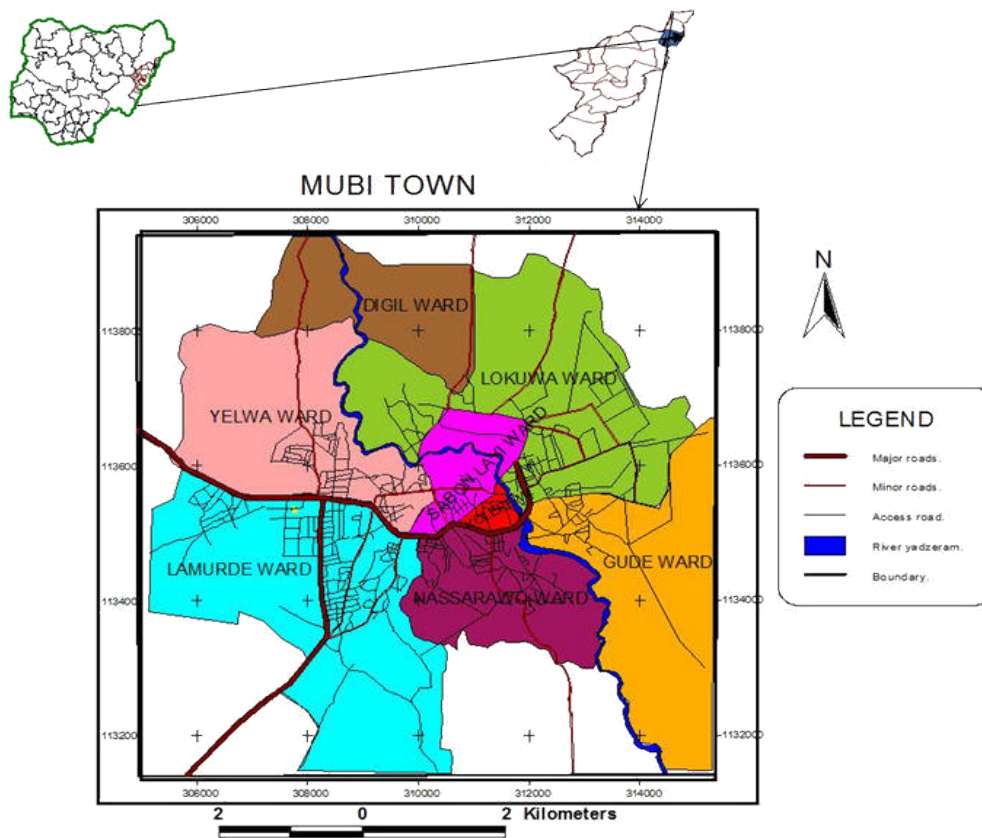 MUBI TOWN
306000 308000 310000 312000 314000
N
DIGIL WARD
1138000 1138000
LOKUWA WARD
YELWA WARD
LEGEND
Major roads.
Minor roads.
Access road.
River yadzeram.
Boundary.
1136000 1136000
SABON LAYI WARD
GUDE WARD
LAMURDE WARD
NASSARAWO WARD
1134000 1134000
1132000 1132000
306000 308000 310000 312000 314000
2 0 2 Kilometers